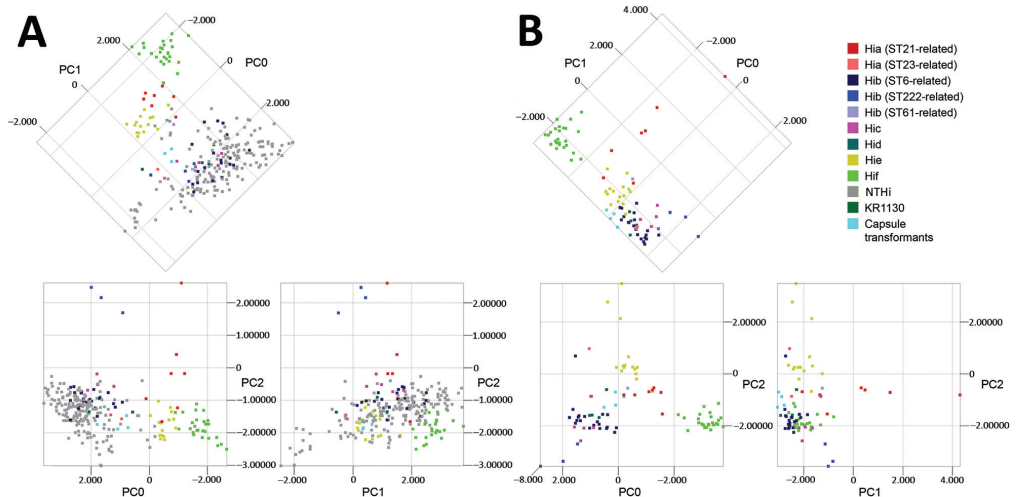 A
−2.000
2.000
0
PC0
PC1
0
2.000
−2.000
B
4.000
−2.000
2.000
PC1
0
PC0
0
−2.000
2.000
Hia (ST21-related)
Hia (ST23-related)
Hib (ST6-related)
Hib (ST222-related)
Hib (ST61-related)
Hic
Hid
Hie
Hif
NTHi
KR1130
Capsule
transformants
−2.00000
−1.00000
0
PC2
−1.00000
−2.00000
−3.00000
2.000
0
−2.000
PC0
−2.00000
−1.00000
0
PC2
−1.00000
−2.00000
−3.00000
−2.000
0
2.000
PC1
−2.00000
0
PC2
−2.00000
−8.000
0
−2.000
PC0
−2.00000
0
PC2
−2.00000
−2.000
0
2.000
4.000
PC1